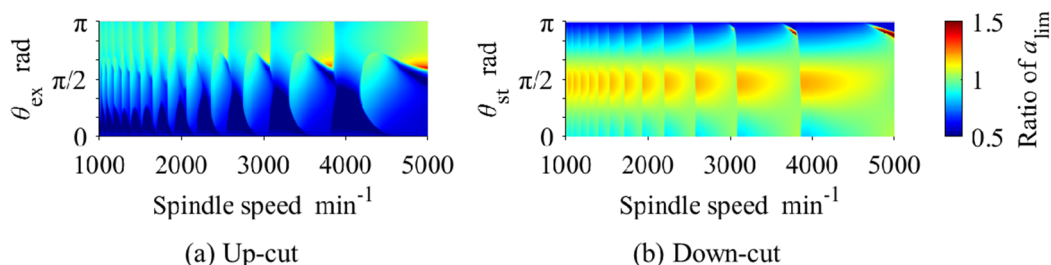 π
π/2
0
θex rad
1000 2000 3000 4000 5000
Spindle speed min-1
(a) Up-cut
π
π/2
0
θst rad
1000 2000 3000 4000 5000
Spindle speed min-1
(b) Down-cut
1.5
1
0.5
Ratio of alim